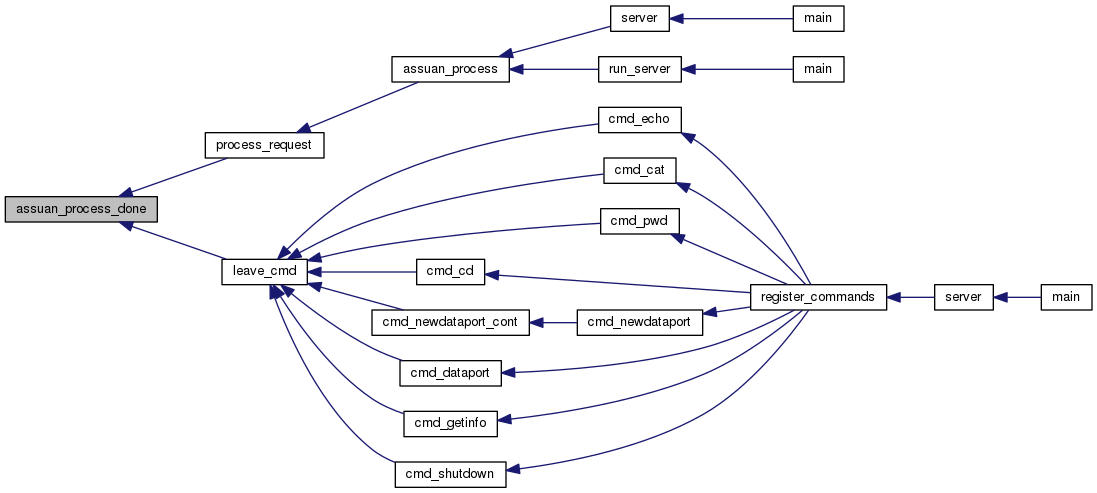 server
main
assuan_process
run_server
main
cmd_echo
process_request
cmd_cat
assuan_process_done
cmd_pwd
leave_cmd
cmd_cd
register_commands
server
main
cmd_newdataport_cont
cmd_newdataport
cmd_dataport
cmd_getinfo
cmd_shutdown